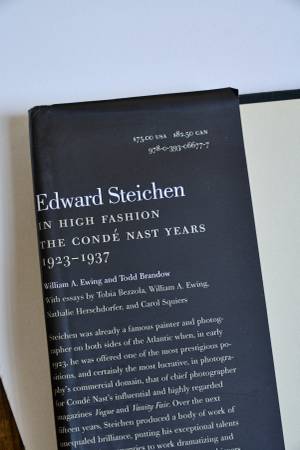 $75.00 USA $82.50 CAN
978-0-393-06677-7
Edward Steichen
IN HIGH FASHION
THE CONDÉ NAST YEARS
1923–1937
William A. Ewing and Todd Brandow
With essays by Tobia Bezzola, William A. Ewing,
Nathalie Herschdorfer, and Carol Squiers
Steichen was already a famous painter and photog-
rapher on both sides of the Atlantic when, in early
1923, he was offered one of the most prestigious po-
sitions, and certainly the most lucrative, in photogra-
phy's commercial domain, that of chief photographer
for Condé Nast's influential and highly regarded
magazines Vogue and Vanity Fair. Over the next
fifteen years, Steichen produced a body of work of
unequaled brilliance, putting his exceptional talents
to work dramatizing and